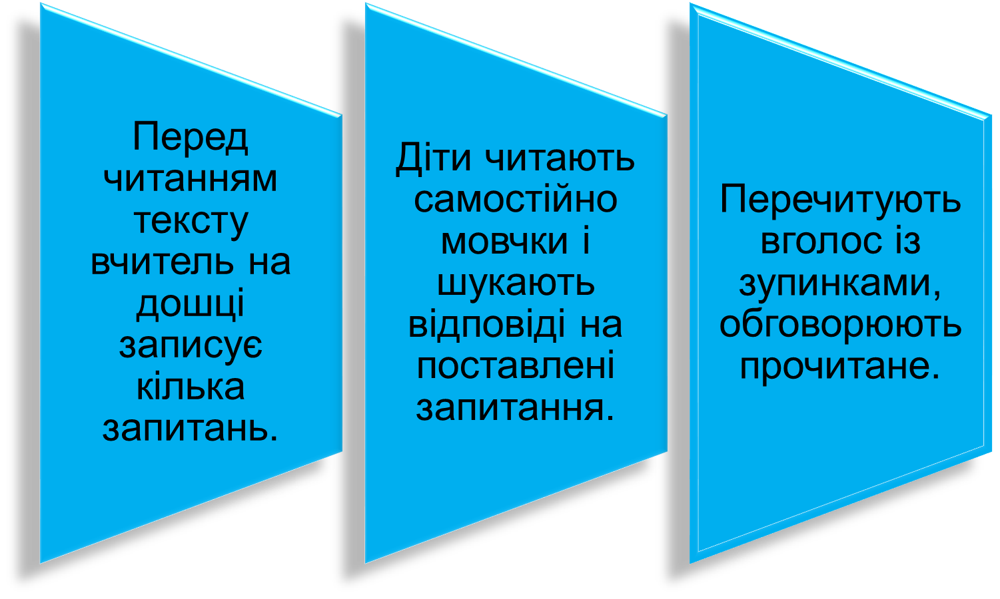 Перед
читанням
тексту
вчитель на
дошці
записує
кілька
запитань.
Діти читають
самостійно
мовчки і
шукають
відповіді на
поставлені
запитання.
Перечитують
вголос із
зупинками,
обговорюють
прочитане.